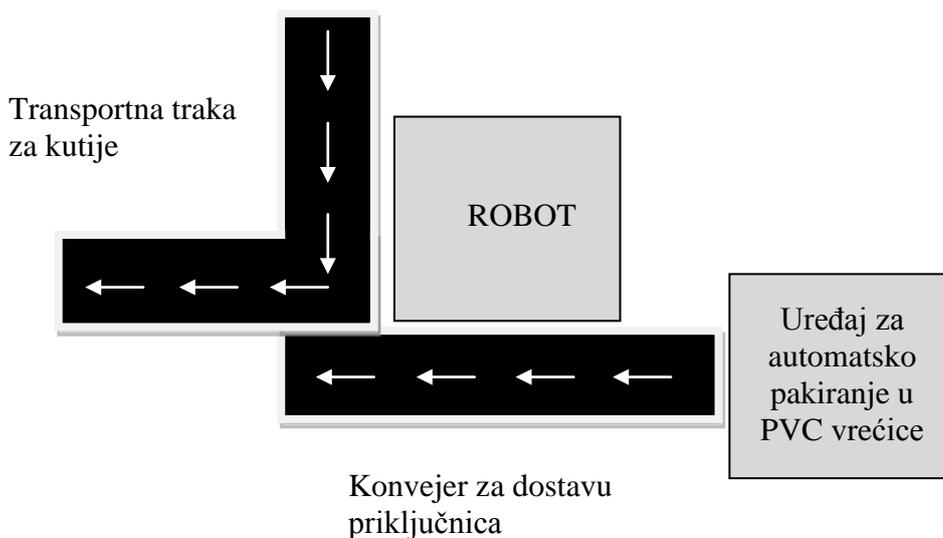 Transportna traka
za kutije
ROBOT
Uređaj za
automatsko
pakiranje u
PVC vrećice
Konvejer za dostavu
priključnica